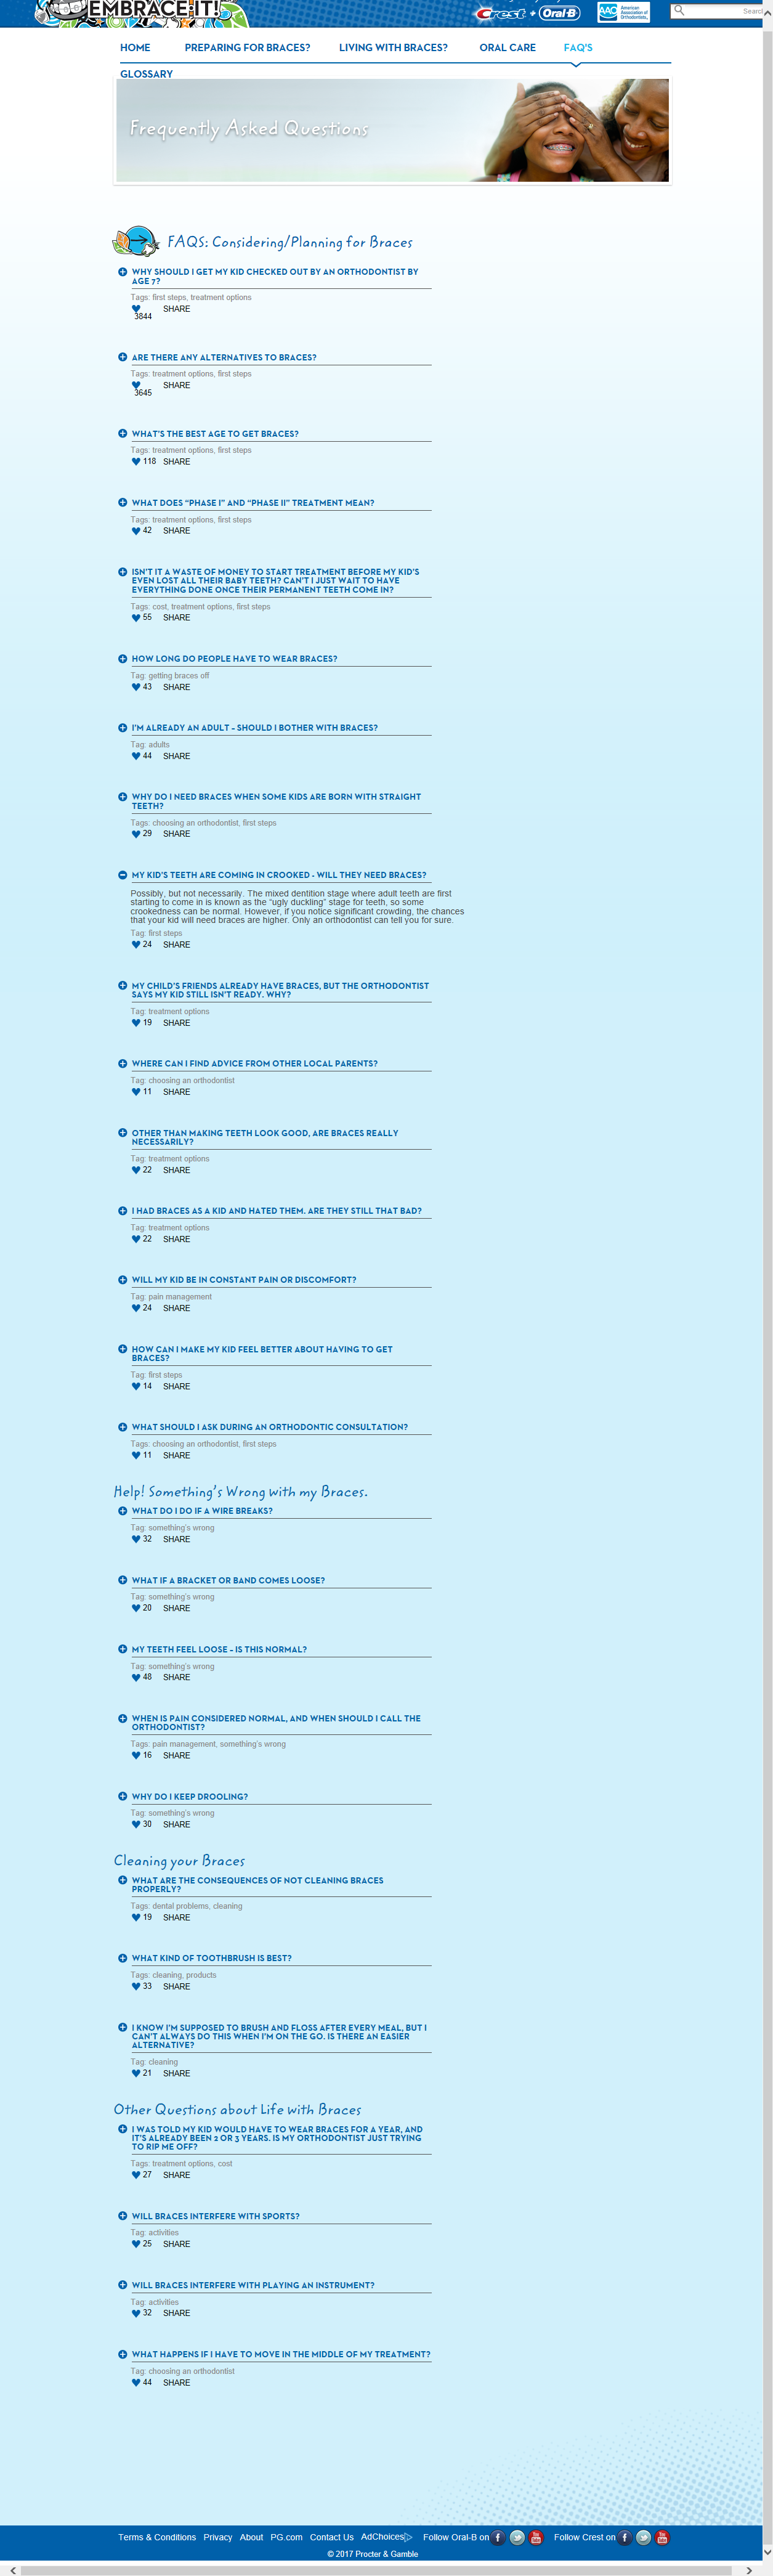 EMBRACE IT!
Crest + Oral-B
AAO American Association of Orthodontists
Search
HOME PREPARING FOR BRACES? LIVING WITH BRACES? ORAL CARE FAQ'S
GLOSSARY
Frequently Asked Questions
FAQS: Considering/Planning for Braces
WHY SHOULD I GET MY KID CHECKED OUT BY AN ORTHODONTIST BY
AGE 7?
Tags: first steps, treatment options
SHARE
3844
ARE THERE ANY ALTERNATIVES TO BRACES?
Tags: treatment options, first steps
SHARE
3645
WHAT'S THE BEST AGE TO GET BRACES?
Tags: treatment options, first steps
118 SHARE
WHAT DOES “PHASE I” AND “PHASE II” TREATMENT MEAN?
Tags: treatment options, first steps
42 SHARE
ISN'T IT A WASTE OF MONEY TO START TREATMENT BEFORE MY KID'S
EVEN LOST ALL THEIR BABY TEETH? CAN'T I JUST WAIT TO HAVE
EVERYTHING DONE ONCE THEIR PERMANENT TEETH COME IN?
Tags: cost, treatment options, first steps
55 SHARE
HOW LONG DO PEOPLE HAVE TO WEAR BRACES?
Tag: getting braces off
43 SHARE
I'M ALREADY AN ADULT – SHOULD I BOTHER WITH BRACES?
Tag: adults
44 SHARE
WHY DO I NEED BRACES WHEN SOME KIDS ARE BORN WITH STRAIGHT
TEETH?
Tags: choosing an orthodontist, first steps
29 SHARE
MY KID'S TEETH ARE COMING IN CROOKED - WILL THEY NEED BRACES?
Possibly, but not necessarily. The mixed dentition stage where adult teeth are first
starting to come in is known as the “ugly duckling” stage for teeth, so some
crookedness can be normal. However, if you notice significant crowding, the chances
that your kid will need braces are higher. Only an orthodontist can tell you for sure.
Tag: first steps
24 SHARE
MY CHILD'S FRIENDS ALREADY HAVE BRACES, BUT THE ORTHODONTIST
SAYS MY KID STILL ISN'T READY. WHY?
Tag: treatment options
19 SHARE
WHERE CAN I FIND ADVICE FROM OTHER LOCAL PARENTS?
Tag: choosing an orthodontist
11 SHARE
OTHER THAN MAKING TEETH LOOK GOOD, ARE BRACES REALLY
NECESSARILY?
Tag: treatment options
22 SHARE
I HAD BRACES AS A KID AND HATED THEM. ARE THEY STILL THAT BAD?
Tag: treatment options
22 SHARE
WILL MY KID BE IN CONSTANT PAIN OR DISCOMFORT?
Tag: pain management
24 SHARE
HOW CAN I MAKE MY KID FEEL BETTER ABOUT HAVING TO GET
BRACES?
Tag: first steps
14 SHARE
WHAT SHOULD I ASK DURING AN ORTHODONTIC CONSULTATION?
Tags: choosing an orthodontist, first steps
11 SHARE
Help! Something's Wrong with my Braces.
WHAT DO I DO IF A WIRE BREAKS?
Tag: something's wrong
32 SHARE
WHAT IF A BRACKET OR BAND COMES LOOSE?
Tag: something's wrong
20 SHARE
MY TEETH FEEL LOOSE – IS THIS NORMAL?
Tag: something's wrong
48 SHARE
WHEN IS PAIN CONSIDERED NORMAL, AND WHEN SHOULD I CALL THE
ORTHODONTIST?
Tags: pain management, something's wrong
16 SHARE
WHY DO I KEEP DROOLING?
Tag: something's wrong
30 SHARE
Cleaning your Braces
WHAT ARE THE CONSEQUENCES OF NOT CLEANING BRACES
PROPERLY?
Tags: dental problems, cleaning
19 SHARE
WHAT KIND OF TOOTHBRUSH IS BEST?
Tags: cleaning, products
33 SHARE
I KNOW I'M SUPPOSED TO BRUSH AND FLOSS AFTER EVERY MEAL, BUT I
CAN'T ALWAYS DO THIS WHEN I'M ON THE GO. IS THERE AN EASIER
ALTERNATIVE?
Tag: cleaning
21 SHARE
Other Questions about Life with Braces
I WAS TOLD MY KID WOULD HAVE TO WEAR BRACES FOR A YEAR, AND
IT'S ALREADY BEEN 2 OR 3 YEARS. IS MY ORTHODONTIST JUST TRYING
TO RIP ME OFF?
Tags: treatment options, cost
27 SHARE
WILL BRACES INTERFERE WITH SPORTS?
Tag: activities
25 SHARE
WILL BRACES INTERFERE WITH PLAYING AN INSTRUMENT?
Tag: activities
32 SHARE
WHAT HAPPENS IF I HAVE TO MOVE IN THE MIDDLE OF MY TREATMENT?
Tag: choosing an orthodontist
44 SHARE
Terms & Conditions Privacy About PG.com Contact Us AdChoices Follow Oral-B on Follow Crest on
© 2017 Procter & Gamble